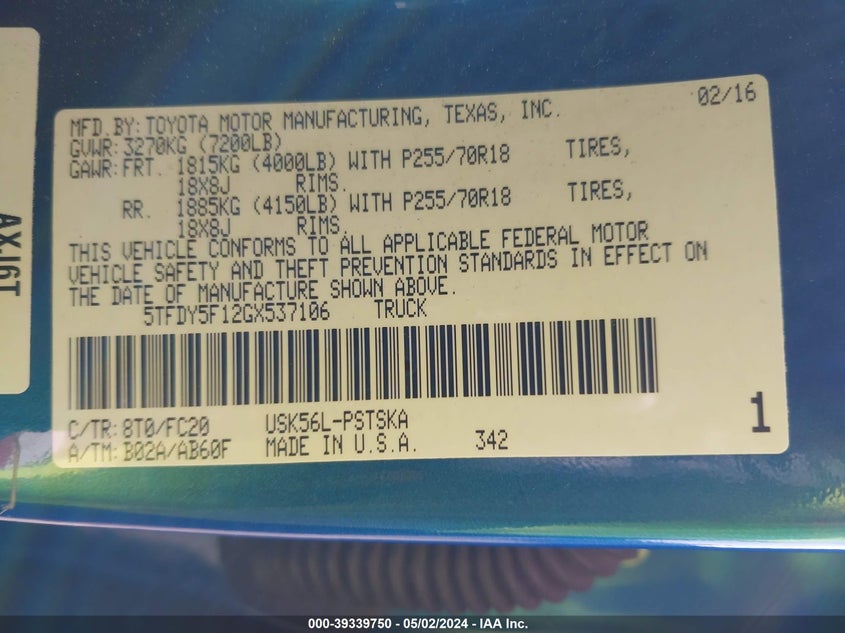 02/16
MFD.BY:TOYOTA MOTOR MANUFACTURING, TEXAS, INC.
GVWR:3270KG (7200LB)
GAWR:FRT. 1815KG (4000LB) WITH P255/70R18 TIRES,
18X8J RIMS.
RR. 1885KG (4150LB) WITH P255/70R18 TIRES,
18X8J RIMS.
THIS VEHICLE CONFORMS TO ALL APPLICABLE FEDERAL MOTOR
VEHICLE SAFETY AND THEFT PREVENTION STANDARDS IN EFFECT ON
THE DATE OF MANUFACTURE SHOWN ABOVE.
5TFDY5F12GX537106 TRUCK
C/TR:8T0/FC20 USK56L-PSTSKA
A/TM:B02A/AB60F MADE IN U.S.A. 342
1
AXJ6T
000-39339750 - 05/02/2024 - IAA Inc.